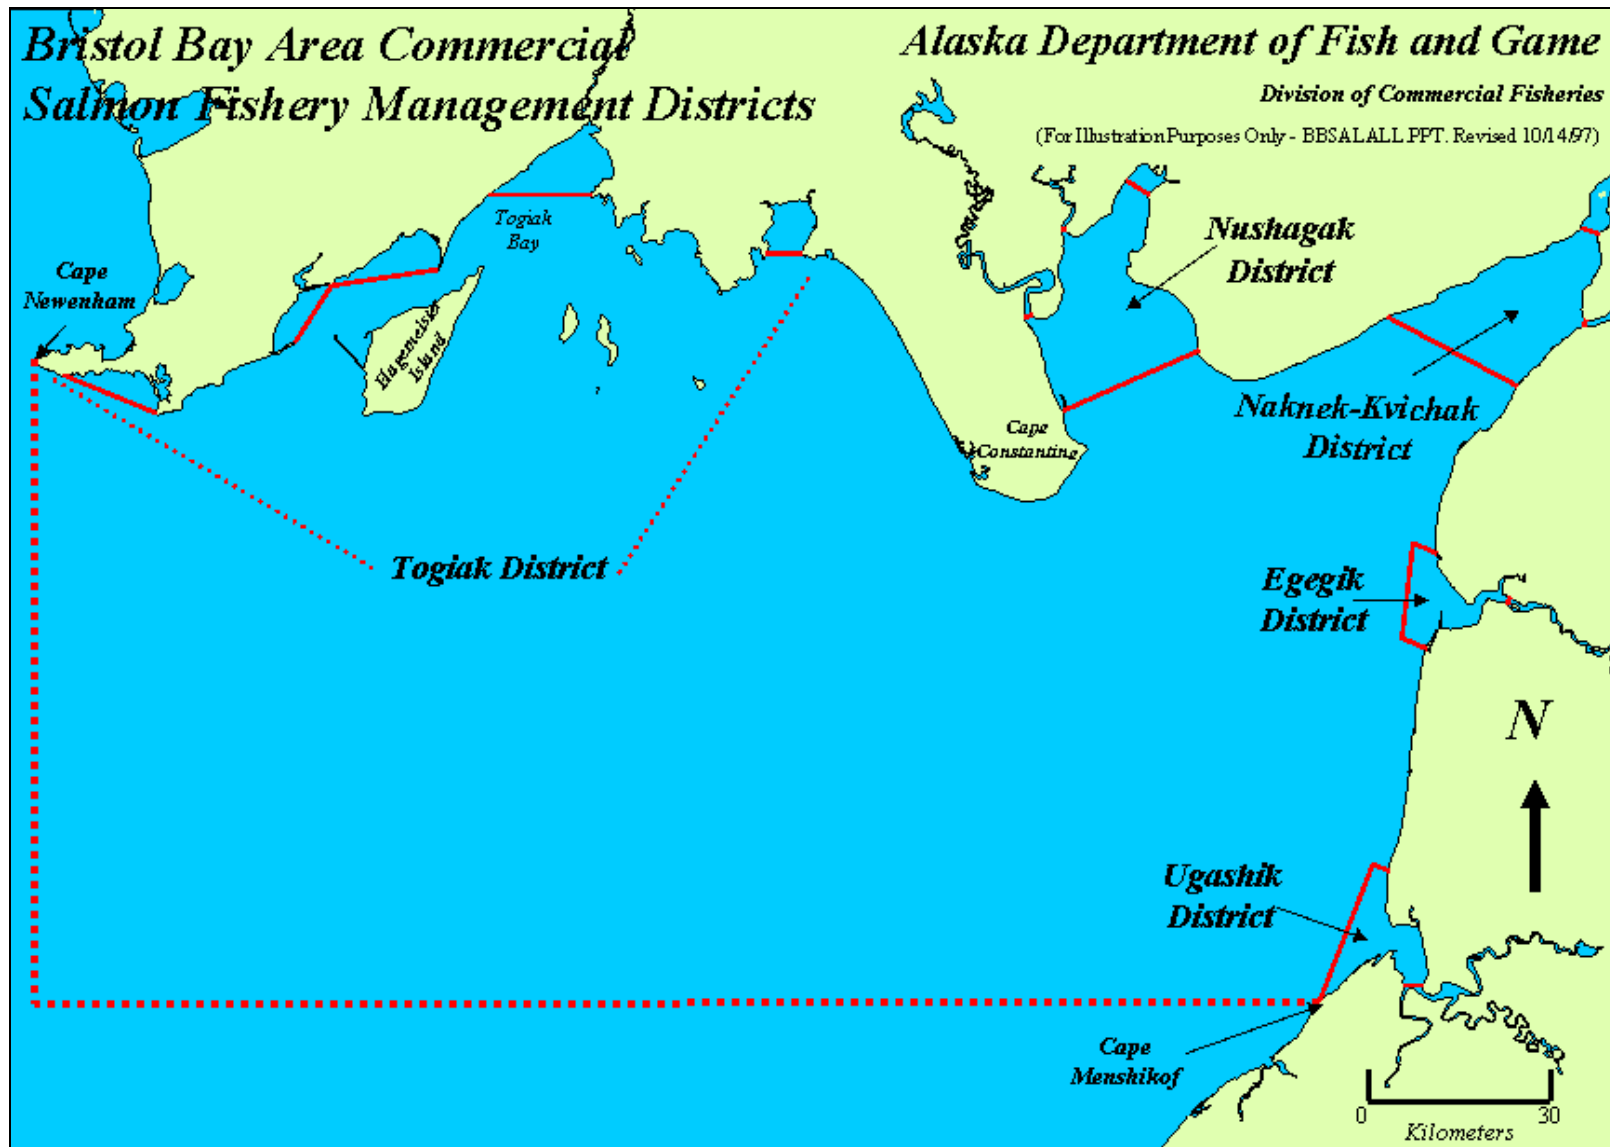 Bristol Bay Area Commercial
Salmon Fishery Management Districts
Alaska Department of Fish and Game
Division of Commercial Fisheries
(For Illustration Purposes Only - BBSALALL.PPT. Revised 10/14/97)
Togiak
Bay
Nushagak
District
Cape
Newenham
Hagemeister
Island
Naknek-Kvichak
District
Cape
Constantine
Togiak District
Egegik
District
N
Ugashik
District
Cape
Menshikof
0 30
Kilometers